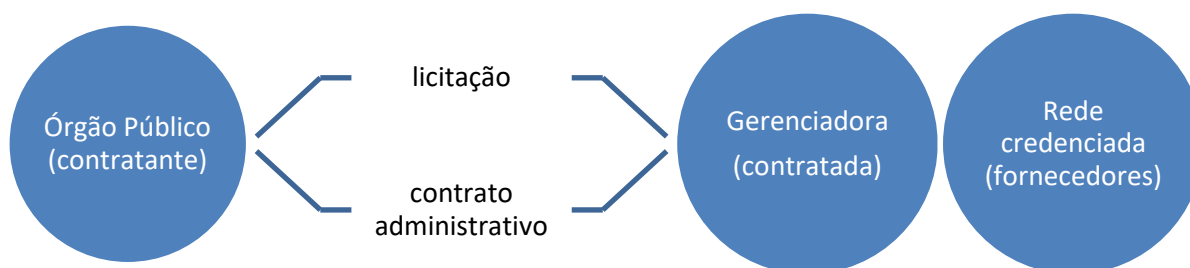 Órgão Público
(contratante)
licitação
contrato
administrativo
Gerenciadora
(contratada)
Rede
credenciada
(fornecedores)